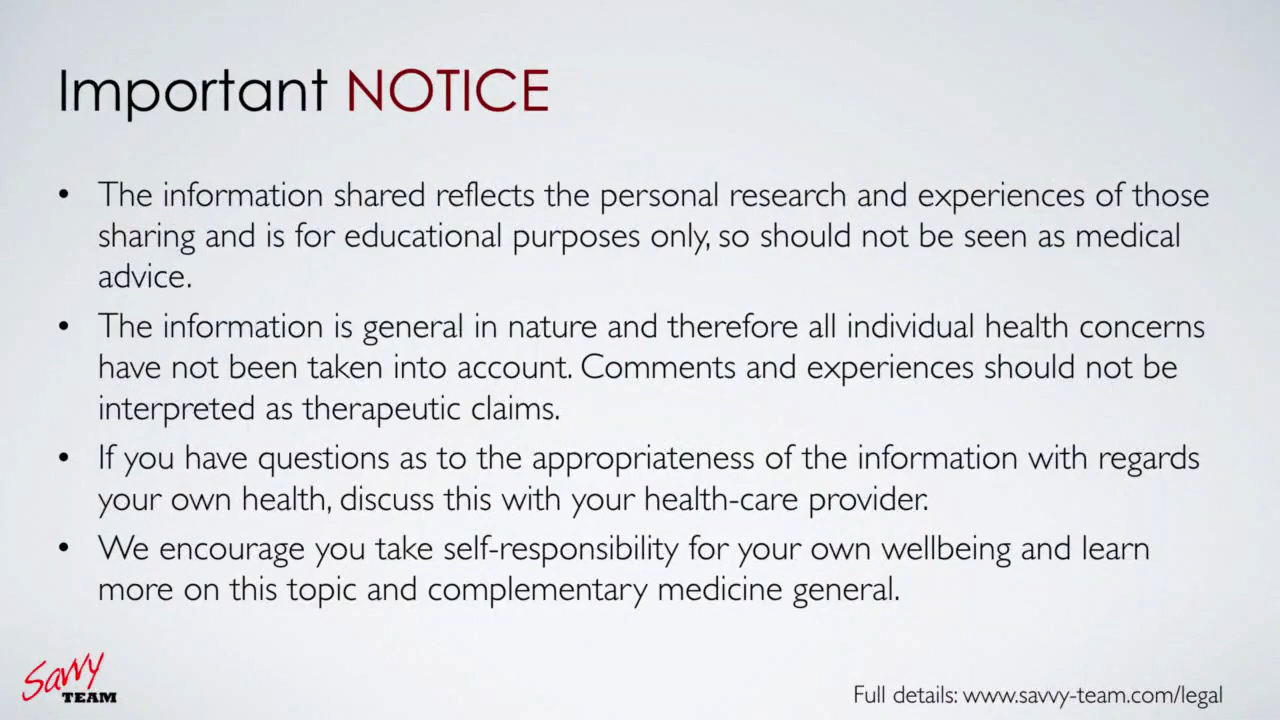 Important NOTICE
• The information shared reflects the personal research and experiences of those
sharing and is for educational purposes only, so should not be seen as medical
advice.
• The information is general in nature and therefore all individual health concerns
have not been taken into account. Comments and experiences should not be
interpreted as therapeutic claims.
• If you have questions as to the appropriateness of the information with regards
your own health, discuss this with your health-care provider.
• We encourage you take self-responsibility for your own wellbeing and learn
more on this topic and complementary medicine general.
Savvy
TEAM
Full details: www.savvy-team.com/legal